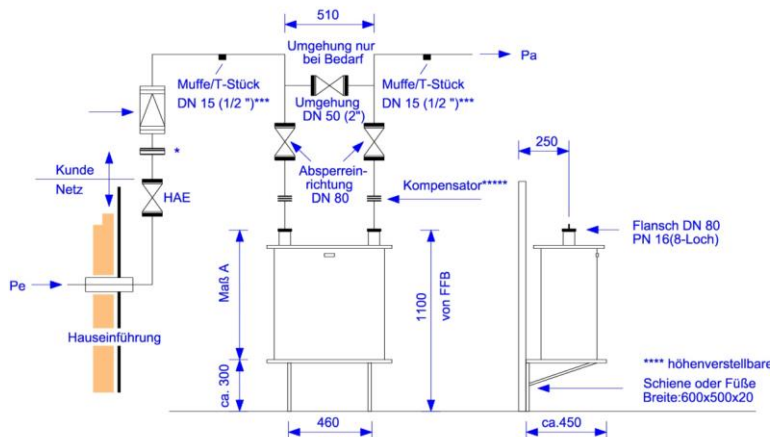 510
Umgehung nur
bei Bedarf
Pa
Muffe/T-Stück
DN 15 (1/2 ")***
Umgehung
DN 50 (2")
Muffe/T-Stück
DN 15 (1/2 ")***
*
Kunde
Netz
HAE
Absperrein-
richtung
DN 80
Kompensator*****
250
Flansch DN 80
PN 16(8-Loch)
Pe
Hauseinführung
Maß A
1100
von FFB
ca. 300
460
**** höhenverstellbare
Schiene oder Füße
Breite:600x500x20
ca.450